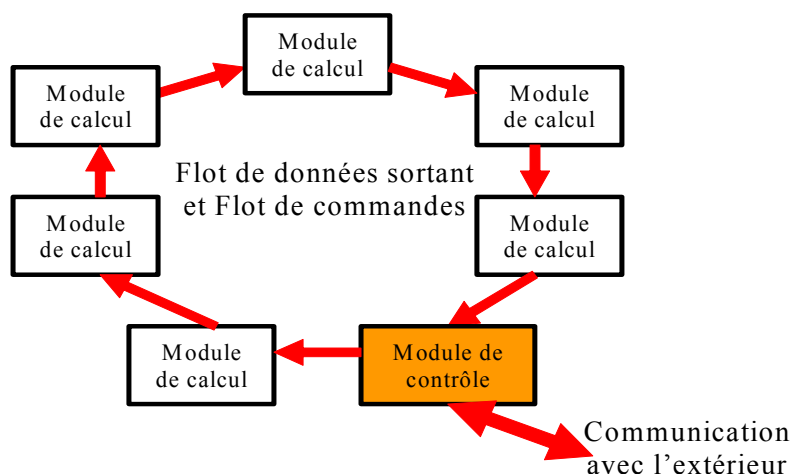 Module
de calcul
Module
de calcul
Module
de calcul
Flot de données sortant
et Flot de commandes
Module
de calcul
Module
de calcul
Module
de calcul
Module de
contrôle
Communication
avec l'extérieur